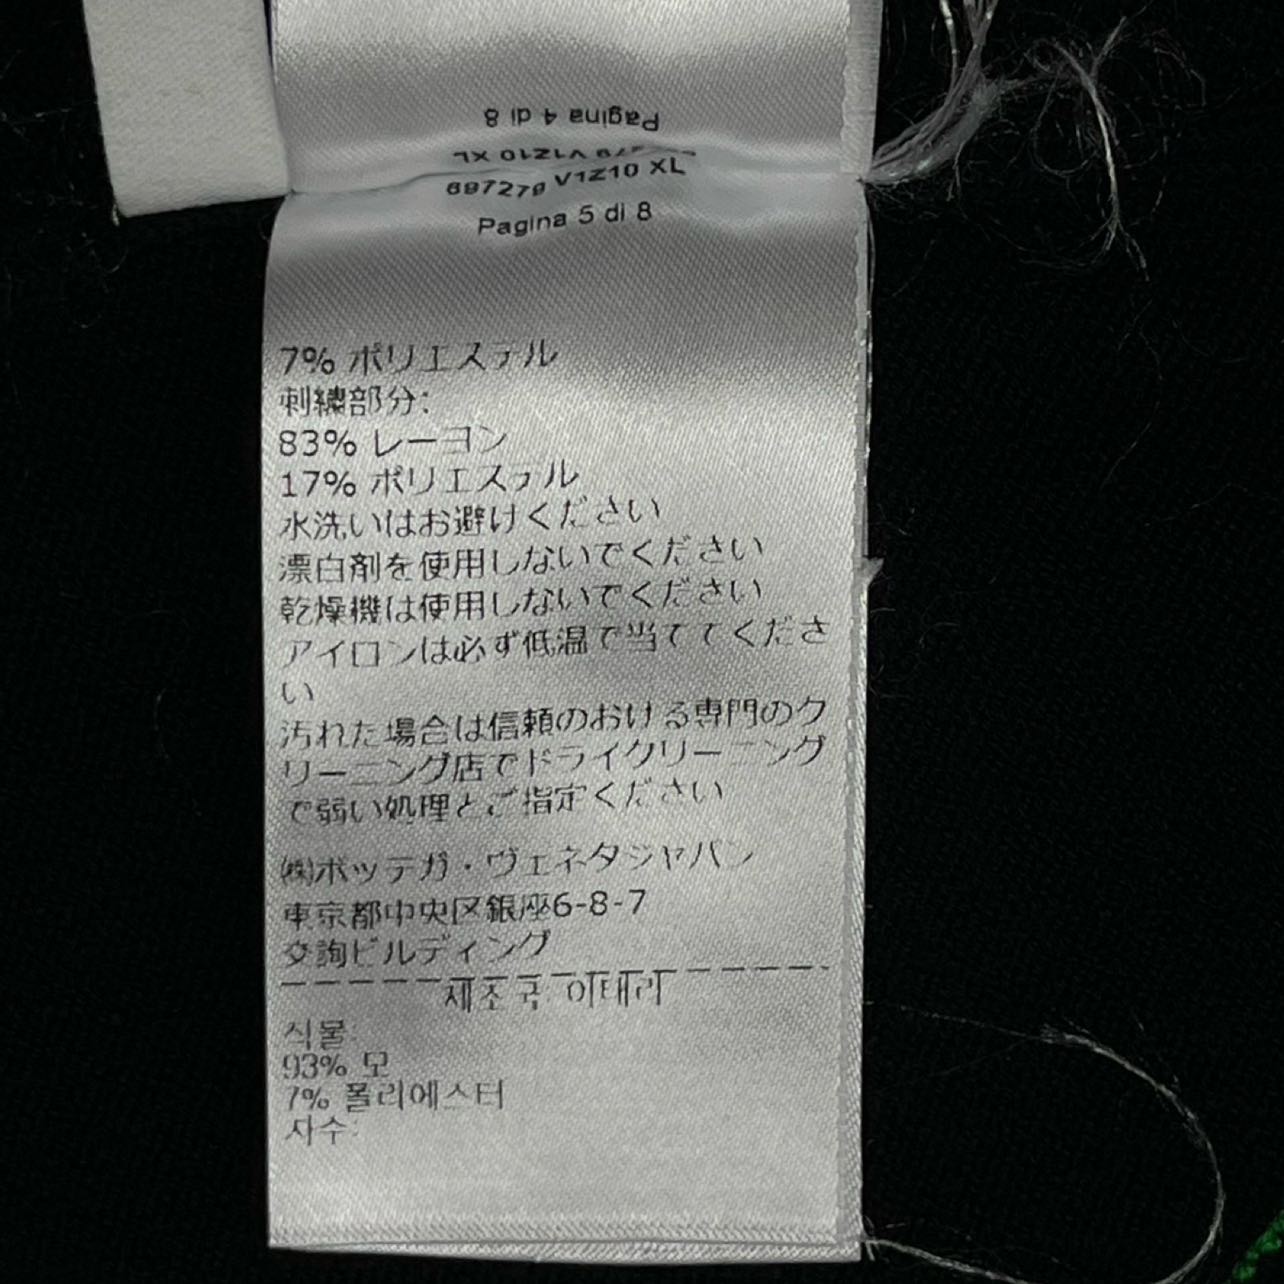 Pagina 4 di 8
V1Z10 XL
697279 V1Z10 XL
Pagina 5 di 8
7% ポリエステル
刺繍部分:
83% レーヨン
17% ポリエステル
水洗いはお避けください
漂白剤を使用しないでください
乾燥機は使用しないでください
アイロンは必ず低温で当ててくださ
い
汚れた場合は信頼のおける専門のク
リーニング店でドライクリーニング
で弱い処理とご指定ください
㈱ボッテガ・ヴェネタジャパン
東京都中央区銀座6-8-7
交詢ビルディング
제조국: 이태리
직물:
93% 모
7% 폴리에스터
자수: